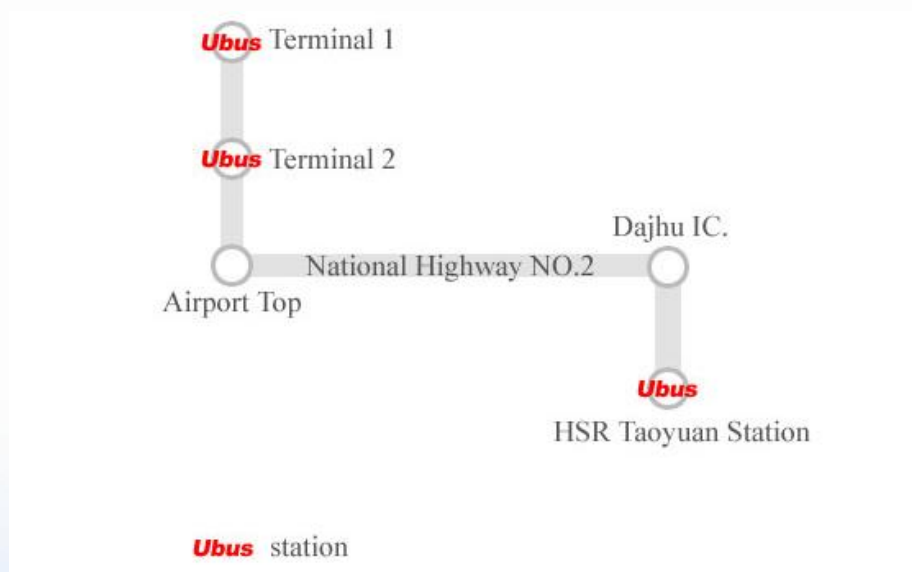 Ubus Terminal 1
Ubus Terminal 2
Dajhu IC.
National Highway NO.2
Airport Top
Ubus
HSR Taoyuan Station
Ubus station